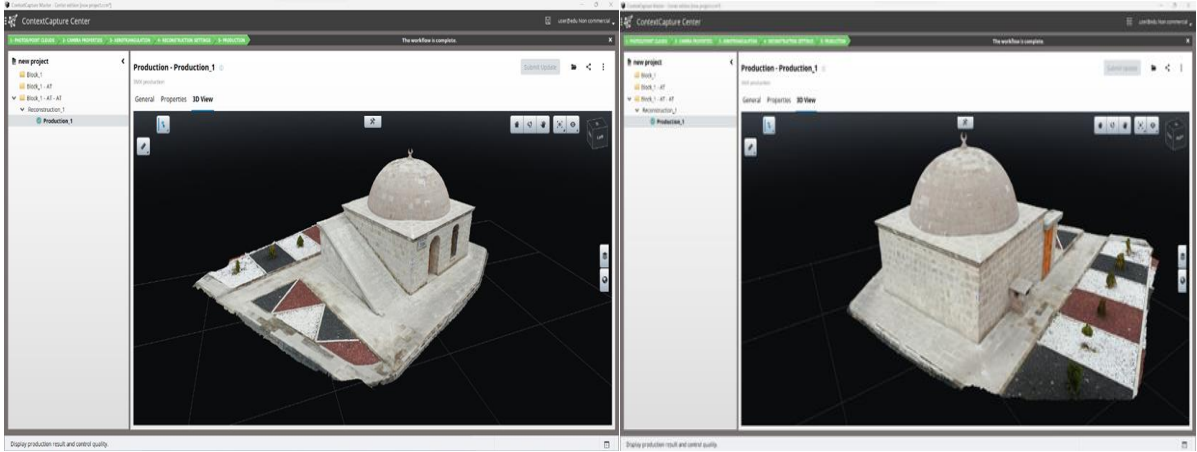 ContextCapture Center
The workflow is complete.
new project
Block_1
Block_1 - AT
Block_1 - AT - AT
Reconstruction_1
Production_1
Production - Production_1
Submit Update
General Properties 3D View
Display production result and control quality.
ContextCapture Center
The workflow is complete.
new project
Block_1
Block_1 - AT
Block_1 - AT - AT
Reconstruction_1
Production_1
Production - Production_1
Submit Update
General Properties 3D View
Display production result and control quality.